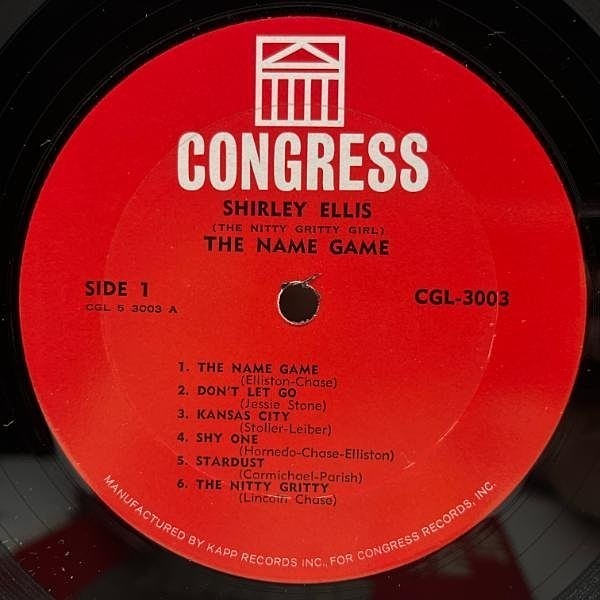 CONGRESS
SHIRLEY ELLIS
(THE NITTY GRITTY GIRL)
THE NAME GAME
SIDE 1
CGL 5 3003 A
CGL-3003
1. THE NAME GAME
(Elliston-Chase)
2. DON'T LET GO
(Jessie Stone)
3. KANSAS CITY
(Stoller-Leiber)
4. SHY ONE
(Hornedo-Chase-Elliston)
5. STARDUST
(Carmichael-Parish)
6. THE NITTY GRITTY
(Lincoln Chase)
MANUFACTURED BY KAPP RECORDS INC., FOR CONGRESS RECORDS, INC.